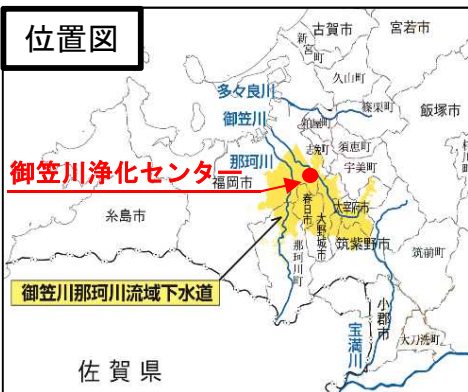 位置図
古賀市
宮若市
新宮町
久山町
多々良川
篠栗町
飯塚市
粕屋町
御笠川
志免町
須恵町
宇美町
那珂川
御笠川浄化センター
福岡市
糸島市
春日市
大野城市
太宰府市
筑紫野市
那珂川町
筑前町
御笠川那珂川流域下水道
小郡市
宝満川
大刀洗町
佐賀県